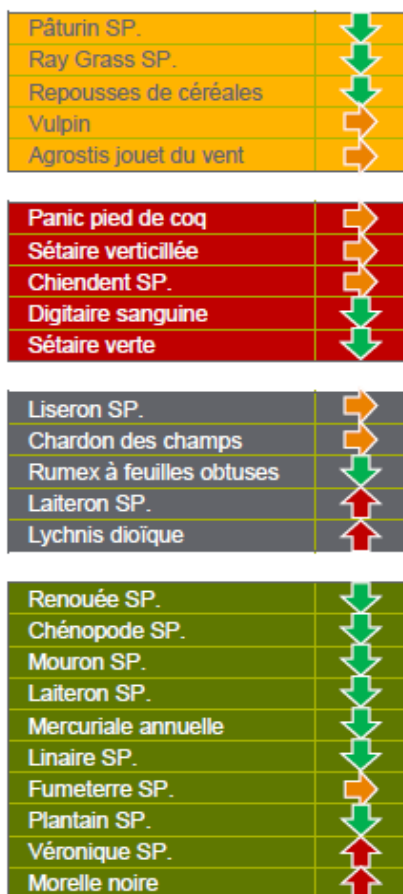 Pâturin SP.
Ray Grass SP.
Repousses de céréales
Vulpin
Agrostis jouet du vent
Panic pied de coq
Sétaire verticillée
Chiendent SP.
Digitaire sanguine
Sétaire verte
Liseron SP.
Chardon des champs
Rumex à feuilles obtuses
Laiteron SP.
Lychnis dioïque
Renouée SP.
Chénopode SP.
Mouron SP.
Laiteron SP.
Mercuriale annuelle
Linaire SP.
Fumeterre SP.
Plantain SP.
Véronique SP.
Morelle noire